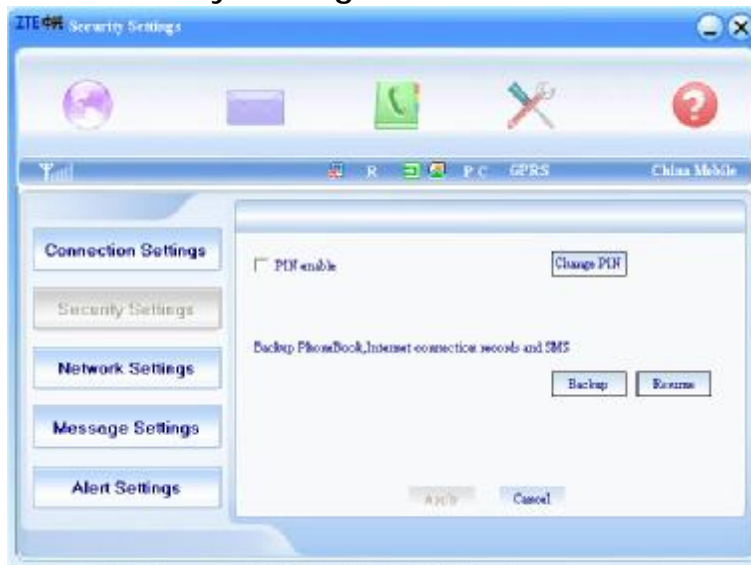 ZTE中兴 Security Settings
R PC GPRS China Mobile
Connection Settings
PIN enable
Change PIN
Security Settings
Backup PhoneBook,Internet connection records and SMS
Network Settings
Backup Resume
Message Settings
Alert Settings
Apply Cancel